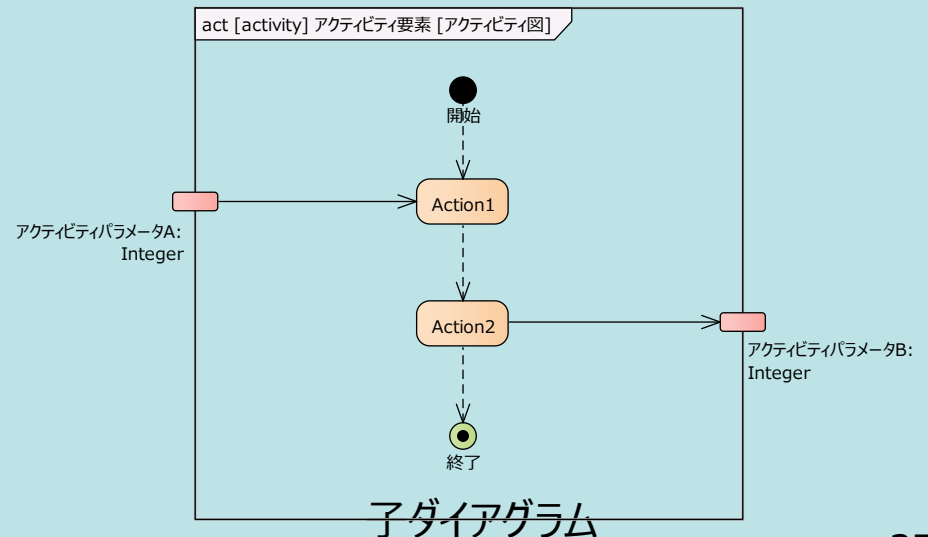 act [activity] アクティビティ要素 [アクティビティ図]
開始
Action1
アクティビティパラメータA:
Integer
Action2
アクティビティパラメータB:
Integer
終了
子ダイアグラム